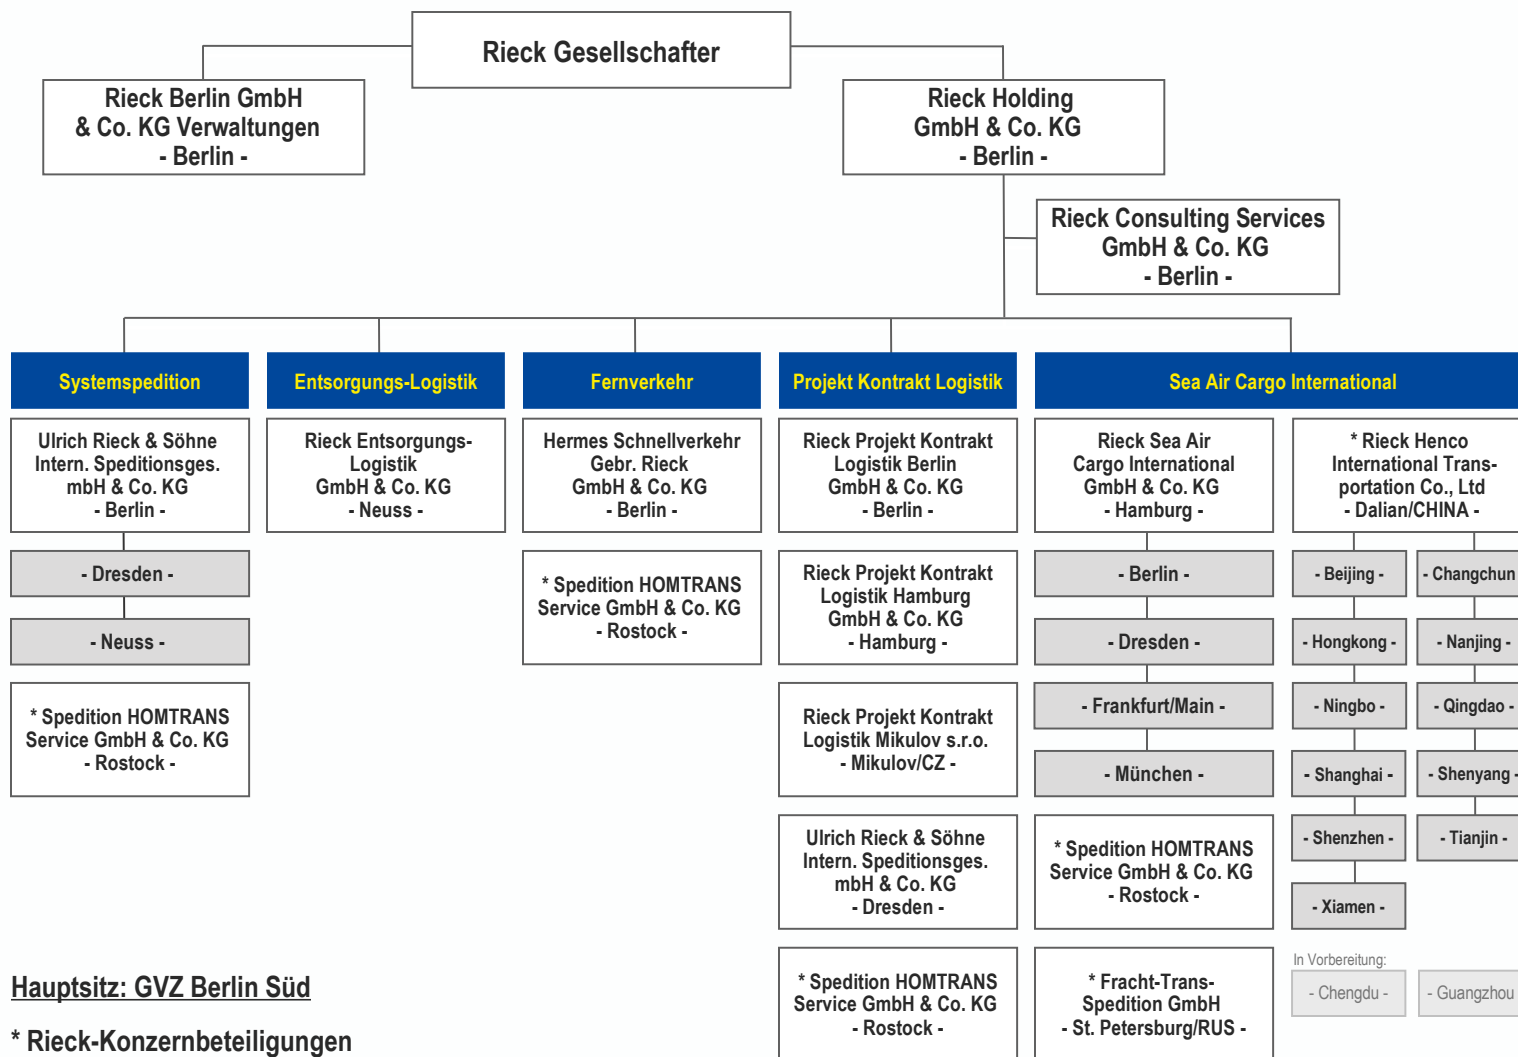 Rieck Gesellschafter
Rieck Berlin GmbH
& Co. KG Verwaltungen
- Berlin -
Rieck Holding
GmbH & Co. KG
- Berlin -
Rieck Consulting Services
GmbH & Co. KG
- Berlin -
Systemspedition
Ulrich Rieck & Söhne
Intern. Speditionsges.
mbH & Co. KG
- Berlin -
- Dresden -
- Neuss -
* Spedition HOMTRANS
Service GmbH & Co. KG
- Rostock -
Entsorgungs-Logistik
Rieck Entsorgungs-
Logistik
GmbH & Co. KG
- Neuss -
Fernverkehr
Hermes Schnellverkehr
Gebr. Rieck
GmbH & Co. KG
- Berlin -
* Spedition HOMTRANS
Service GmbH & Co. KG
- Rostock -
Projekt Kontrakt Logistik
Rieck Projekt Kontrakt
Logistik Berlin
GmbH & Co. KG
- Berlin -
Rieck Projekt Kontrakt
Logistik Hamburg
GmbH & Co. KG
- Hamburg -
Rieck Projekt Kontrakt
Logistik Mikulov s.r.o.
- Mikulov/CZ -
Ulrich Rieck & Söhne
Intern. Speditionsges.
mbH & Co. KG
- Dresden -
* Spedition HOMTRANS
Service GmbH & Co. KG
- Rostock -
Sea Air Cargo International
Rieck Sea Air
Cargo International
GmbH & Co. KG
- Hamburg -
- Berlin -
- Dresden -
- Frankfurt/Main -
- München -
* Spedition HOMTRANS
Service GmbH & Co. KG
- Rostock -
* Fracht-Trans-
Spedition GmbH
- St. Petersburg/RUS -
* Rieck Henco
International Trans-
portation Co., Ltd
- Dalian/CHINA -
- Beijing -
- Hongkong -
- Ningbo -
- Shanghai -
- Shenzhen -
- Xiamen -
- Changchun
- Nanjing -
- Qingdao -
- Shenyang -
- Tianjin -
In Vorbereitung:
- Chengdu -
- Guangzhou
Hauptsitz: GVZ Berlin Süd
* Rieck-Konzernbeteiligungen